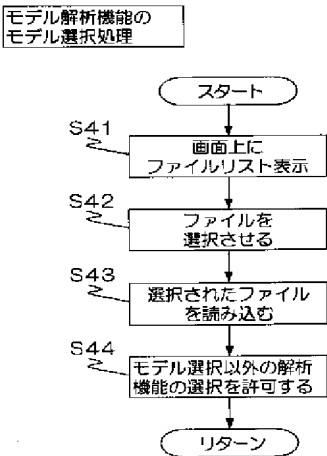 モデル解析機能の
モデル選択処理
スタート
S41
画面上に
ファイルリスト表示
S42
ファイルを
選択させる
S43
選択されたファイル
を読み込む
S44
モデル選択以外の解析
機能の選択を許可する
リターン